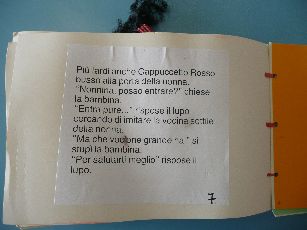 Più tardi anche Cappuccetto Rosso
bussò alla porta della nonna.
"Nonnina, posso entrare?" chiese
la bambina.
"Entra pure..." rispose il lupo
cercando di imitare la vocina sottile
della nonna.
"Ma che vocione grande hai" si
stupì la bambina.
"Per salutarti meglio" rispose il
lupo.
7